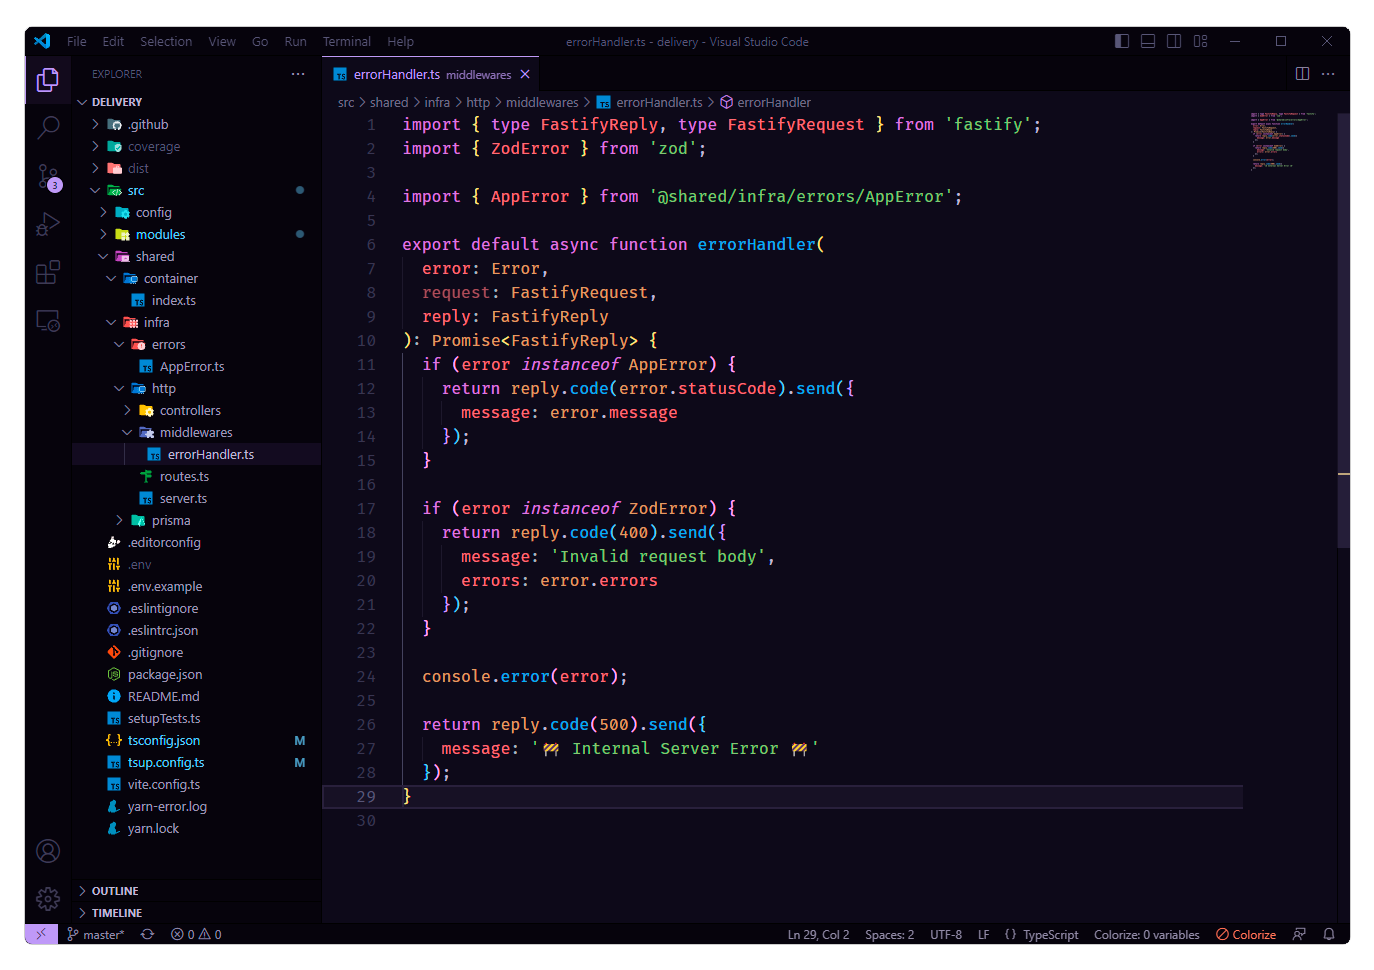 File Edit Selection View Go Run Terminal Help
errorHandler.ts - delivery - Visual Studio Code
EXPLORER
DELIVERY
.github
coverage
dist
src
config
modules
shared
container
index.ts
infra
errors
AppError.ts
http
controllers
middlewares
errorHandler.ts
routes.ts
server.ts
prisma
.editorconfig
.env
.env.example
.eslintignore
.eslintrc.json
.gitignore
package.json
README.md
setupTests.ts
tsconfig.json M
tsup.config.ts M
vite.config.ts
yarn-error.log
yarn.lock
OUTLINE
TIMELINE
3
errorHandler.ts middlewares
src > shared > infra > http > middlewares > errorHandler.ts > errorHandler
1 import { type FastifyReply, type FastifyRequest } from 'fastify';
2 import { ZodError } from 'zod';
3
4 import { AppError } from '@shared/infra/errors/AppError';
5
6 export default async function errorHandler(
7 error: Error,
8 request: FastifyRequest,
9 reply: FastifyReply
10 ): Promise<FastifyReply> {
11 if (error instanceof AppError) {
12 return reply.code(error.statusCode).send({
13 message: error.message
14 });
15 }
16
17 if (error instanceof ZodError) {
18 return reply.code(400).send({
19 message: 'Invalid request body',
20 errors: error.errors
21 });
22 }
23
24 console.error(error);
25
26 return reply.code(500).send({
27 message: '🚧 Internal Server Error 🚧'
28 });
29 }
30
master* 0 0 Ln 29, Col 2 Spaces: 2 UTF-8 LF {} TypeScript Colorize: 0 variables Colorize